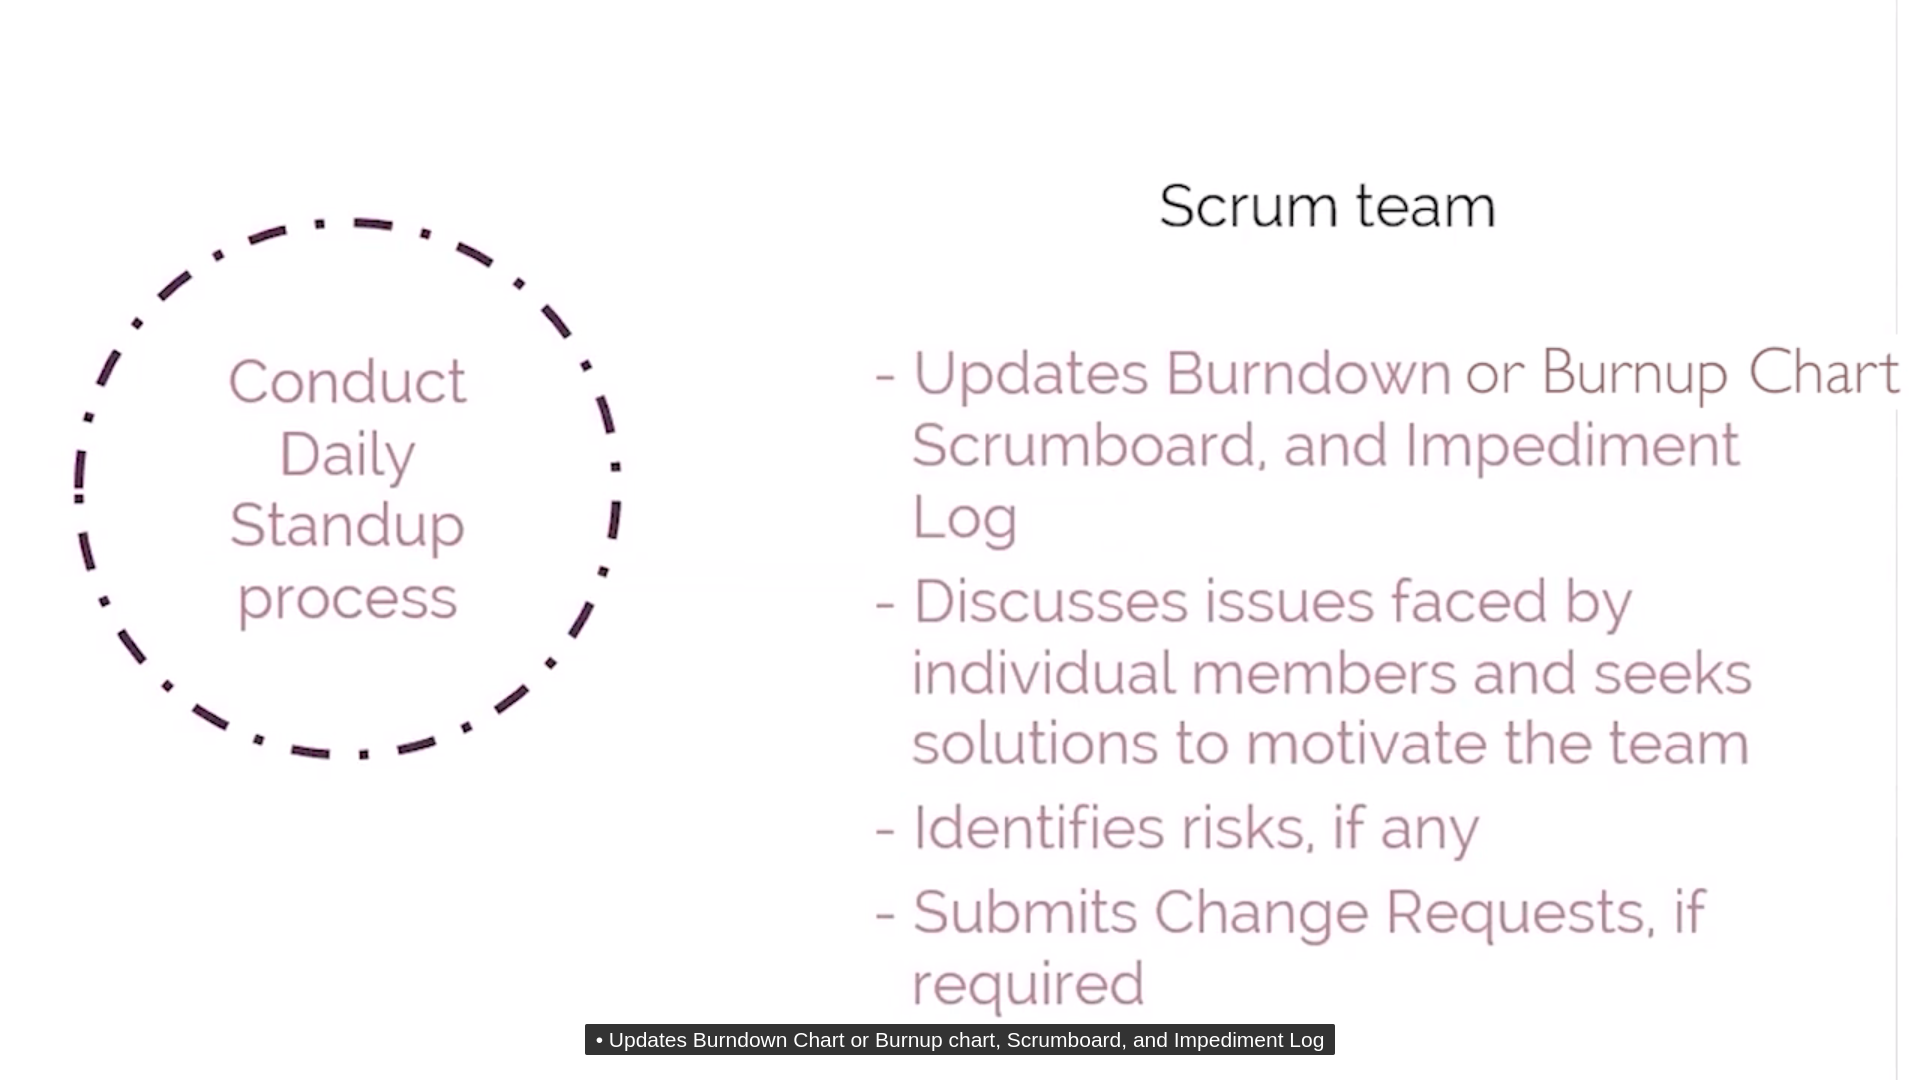 Scrum team
Conduct
Daily
Standup
process
- Updates Burndown or Burnup Chart
Scrumboard, and Impediment
Log
- Discusses issues faced by
individual members and seeks
solutions to motivate the team
- Identifies risks, if any
- Submits Change Requests, if
required
• Updates Burndown Chart or Burnup chart, Scrumboard, and Impediment Log